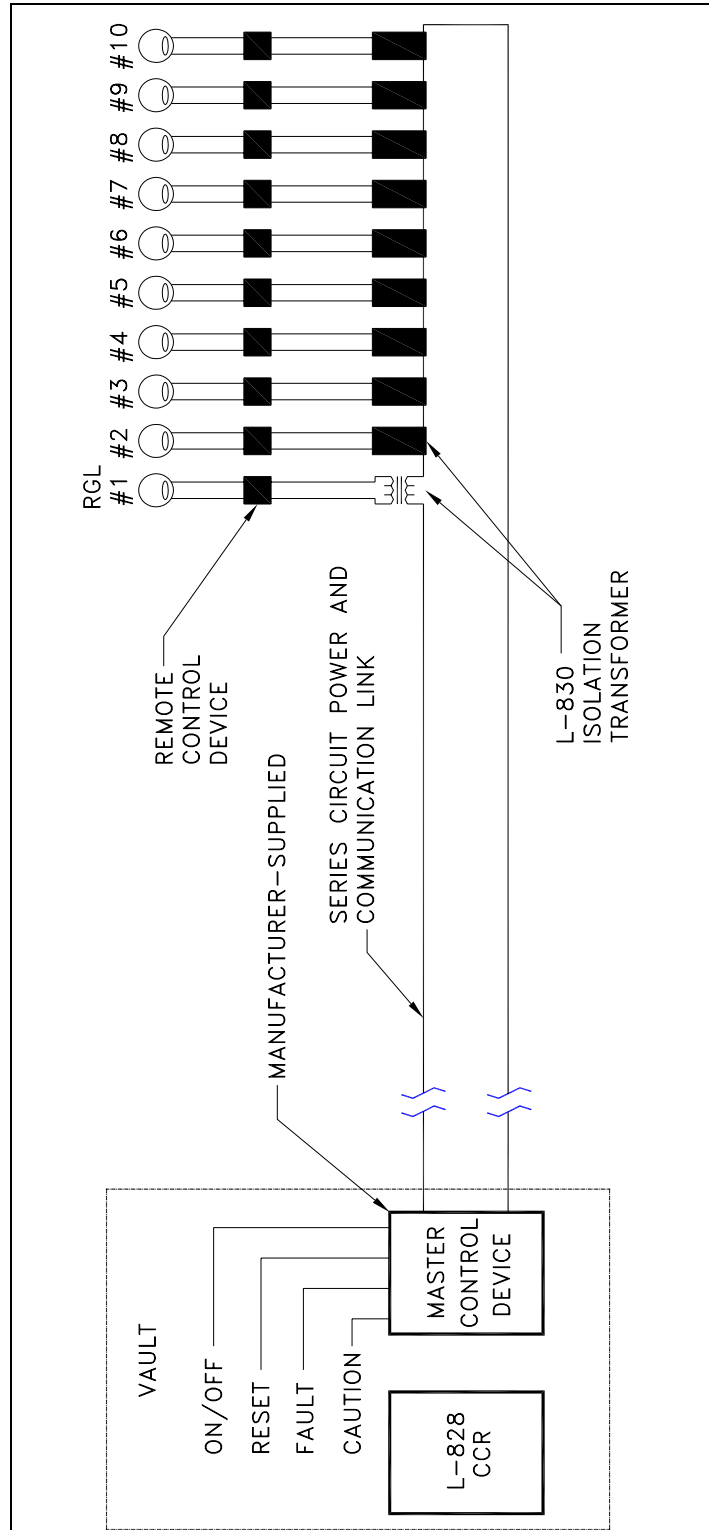 RGL
#1
#2
#3
#4
#5
#6
#7
#8
#9
#10
REMOTE
CONTROL
DEVICE
MANUFACTURER-SUPPLIED
SERIES CIRCUIT POWER AND
COMMUNICATION LINK
L-830
ISOLATION
TRANSFORMER
VAULT
ON/OFF
RESET
FAULT
CAUTION
MASTER
CONTROL
DEVICE
L-828
CCR